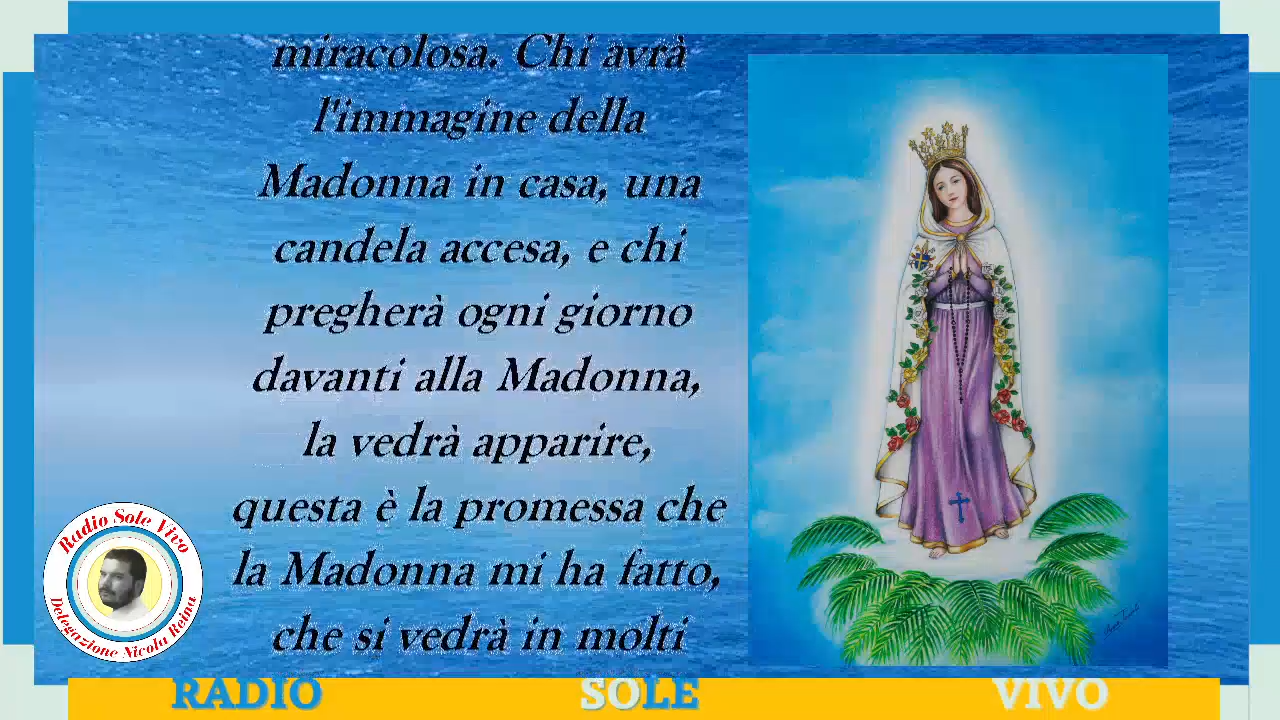 miracolosa. Chi avrà
l'immagine della
Madonna in casa, una
candela accesa, e chi
pregherà ogni giorno
davanti alla Madonna,
la vedrà apparire,
questa è la promessa che
la Madonna mi ha fatto,
che si vedrà in molti
Radio Sole Vivo
Delegazione Nicola Reina
RADIO SOLE VIVO